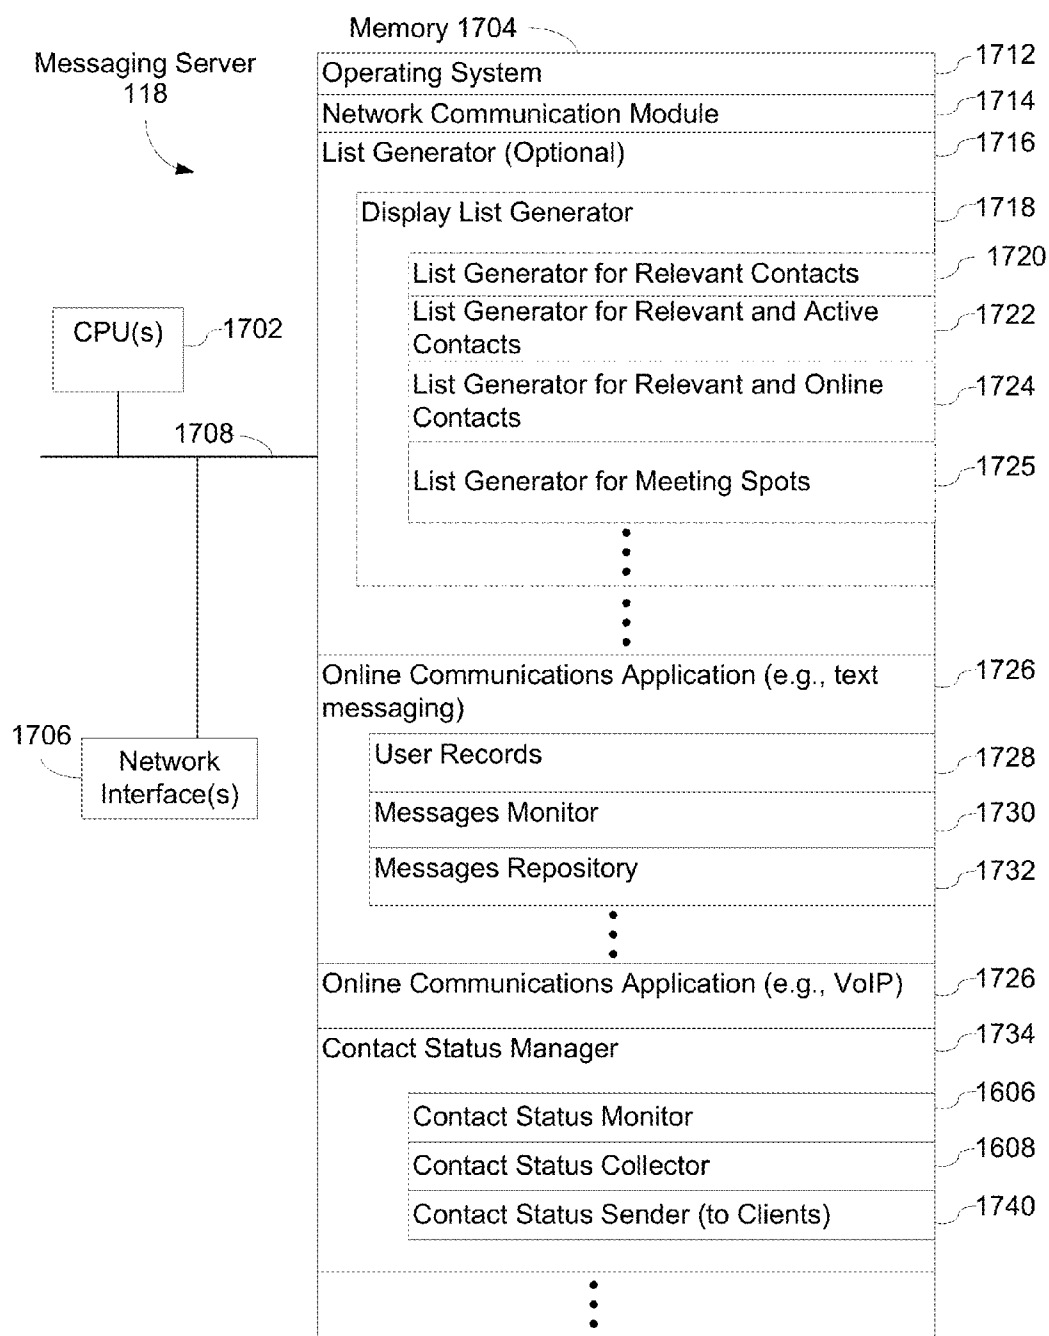 Memory 1704
Messaging Server
118
Operating System
1712
Network Communication Module
1714
List Generator (Optional)
1716
Display List Generator
1718
List Generator for Relevant Contacts
1720
List Generator for Relevant and Active
Contacts
1722
List Generator for Relevant and Online
Contacts
1724
List Generator for Meeting Spots
1725
CPU(s)
1702
1708
1706
Network
Interface(s)
Online Communications Application (e.g., text
messaging)
1726
User Records
1728
Messages Monitor
1730
Messages Repository
1732
Online Communications Application (e.g., VoIP)
1726
Contact Status Manager
1734
Contact Status Monitor
1606
Contact Status Collector
1608
Contact Status Sender (to Clients)
1740